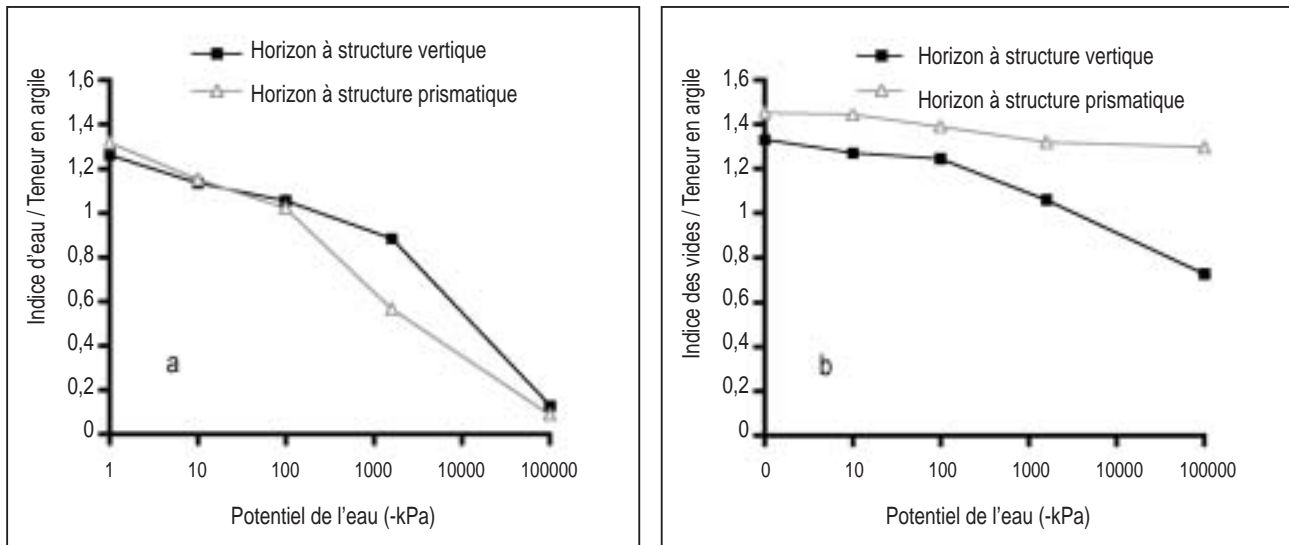 Horizon à structure vertique
Horizon à structure prismatique
Indice d'eau / Teneur en argile
1,6
1,4
1,2
1
0,8
0,6
0,4
0,2
0
a
1 10 100 1000 10000 100000
Potentiel de l'eau (-kPa)
Horizon à structure vertique
Horizon à structure prismatique
Indice des vides / Teneur en argile
1,6
1,4
1,2
1
0,8
0,6
0,4
0,2
0
b
0 10 100 1000 10000 100000
Potentiel de l'eau (-kPa)